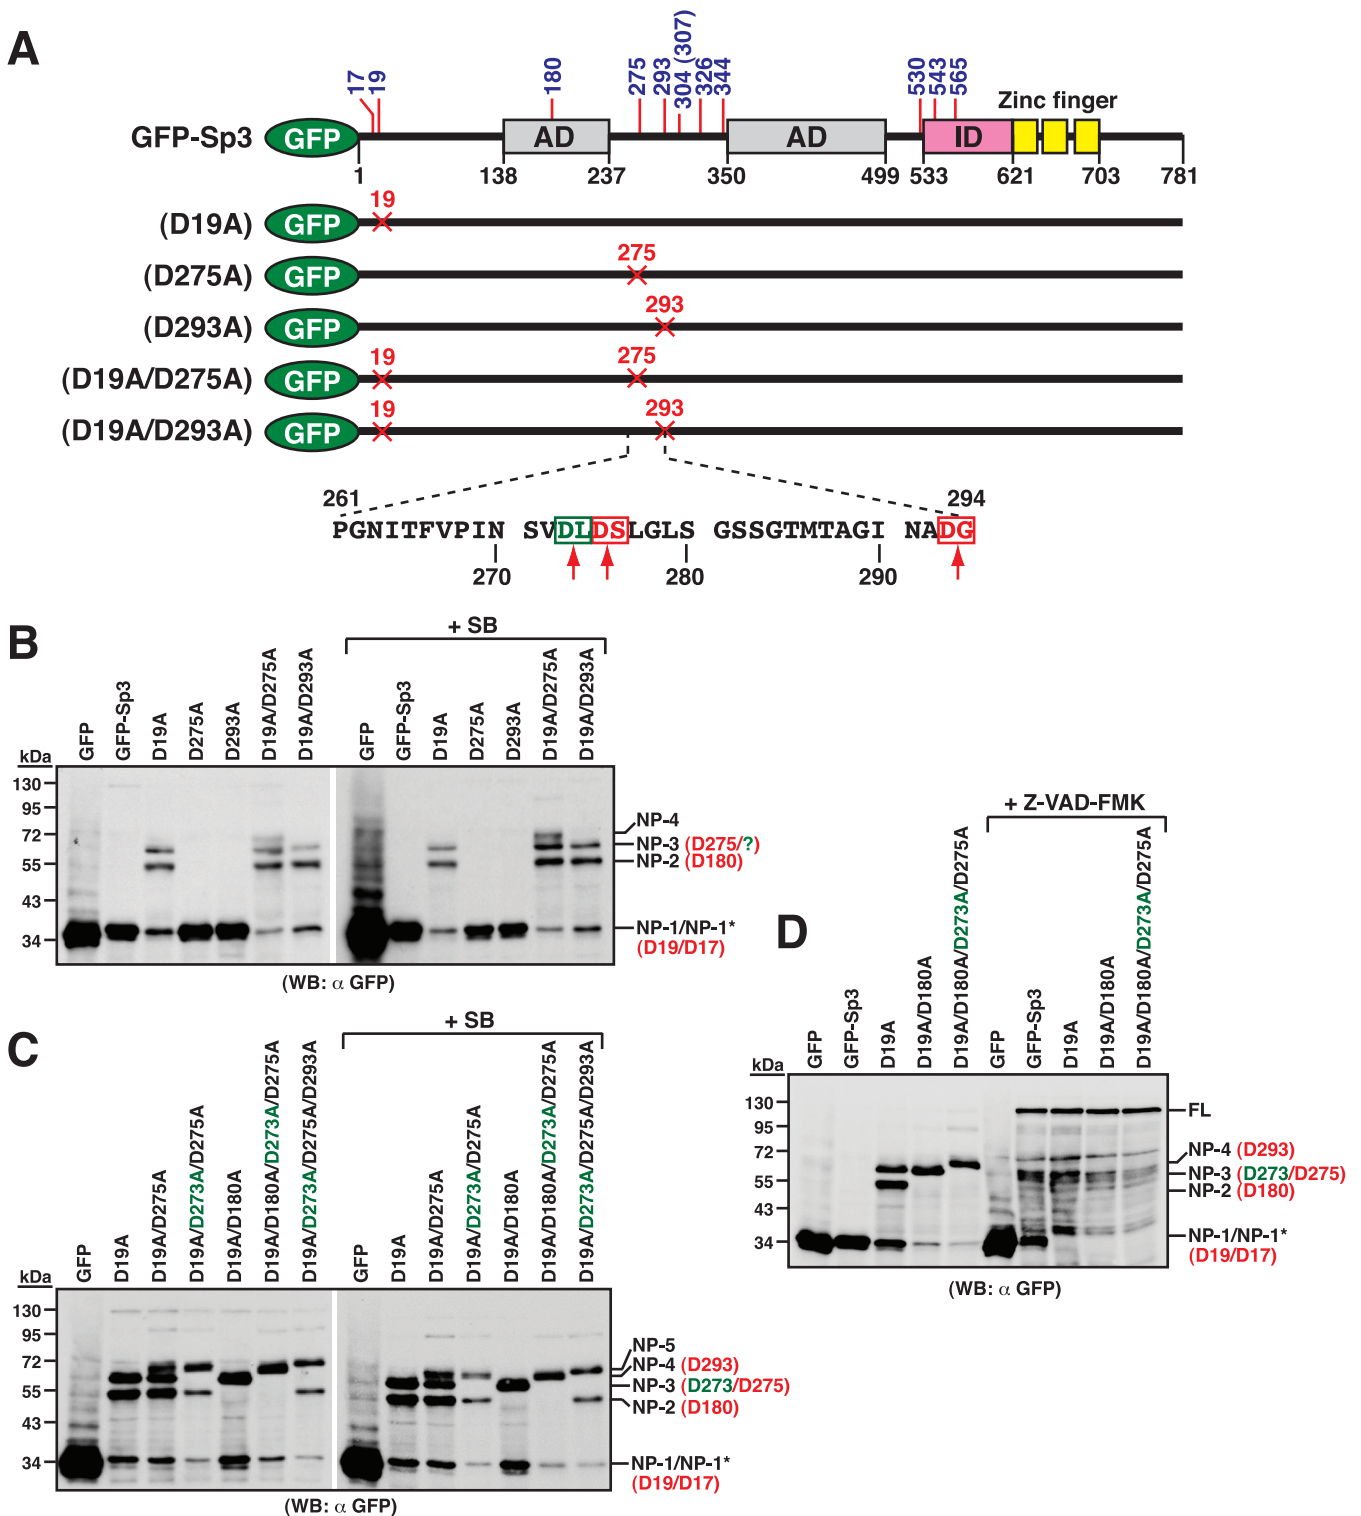 A
17
19
180
275
293
304 (307)
326
344
530
543
565
Zinc finger
GFP-Sp3
GFP
AD
AD
ID
1
138
237
350
499
533
621
703
781
(D19A)
GFP
19
(D275A)
GFP
275
(D293A)
GFP
293
(D19A/D275A)
GFP
19
275
(D19A/D293A)
GFP
19
293
261
294
PGNITFVPIN SVDLDSLGLS GSSGTMTAGI NADG
270
280
290
B
+ SB
GFP
GFP-Sp3
D19A
D275A
D293A
D19A/D275A
D19A/D293A
GFP
GFP-Sp3
D19A
D275A
D293A
D19A/D275A
D19A/D293A
kDa
130
95
72
55
43
34
NP-4
NP-3 (D275/?)
NP-2 (D180)
NP-1/NP-1*
(D19/D17)
(WB: α GFP)
C
+ SB
GFP
D19A
D19A/D275A
D19A/D273A/D275A
D19A/D180A
D19A/D180A/D273A/D275A
D19A/D273A/D275A/D293A
GFP
D19A
D19A/D275A
D19A/D273A/D275A
D19A/D180A
D19A/D180A/D273A/D275A
D19A/D273A/D275A/D293A
kDa
130
95
72
55
43
34
NP-5
NP-4 (D293)
NP-3 (D273/D275)
NP-2 (D180)
NP-1/NP-1*
(D19/D17)
(WB: α GFP)
D
+ Z-VAD-FMK
GFP
GFP-Sp3
D19A
D19A/D180A
D19A/D180A/D273A/D275A
GFP
GFP-Sp3
D19A
D19A/D180A
D19A/D180A/D273A/D275A
kDa
130
95
72
55
43
34
FL
NP-4 (D293)
NP-3 (D273/D275)
NP-2 (D180)
NP-1/NP-1*
(D19/D17)
(WB: α GFP)